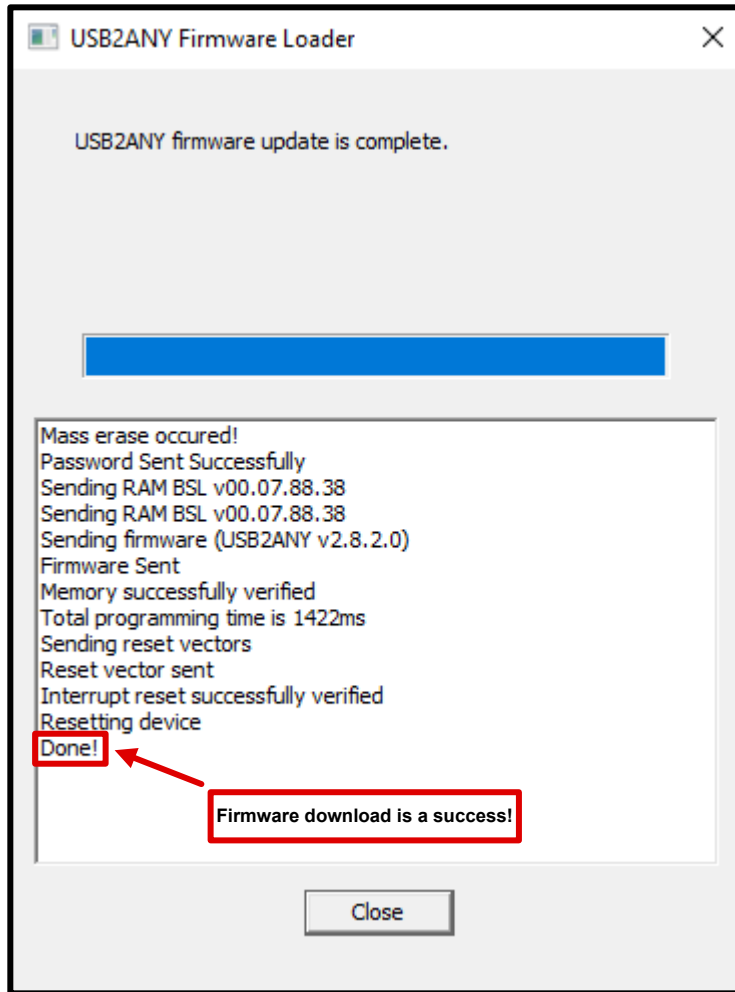 USB2ANY Firmware Loader
USB2ANY firmware update is complete.
Mass erase occured!
Password Sent Successfully
Sending RAM BSL v00.07.88.38
Sending RAM BSL v00.07.88.38
Sending firmware (USB2ANY v2.8.2.0)
Firmware Sent
Memory successfully verified
Total programming time is 1422ms
Sending reset vectors
Reset vector sent
Interrupt reset successfully verified
Resetting device
Done!
Firmware download is a success!
Close